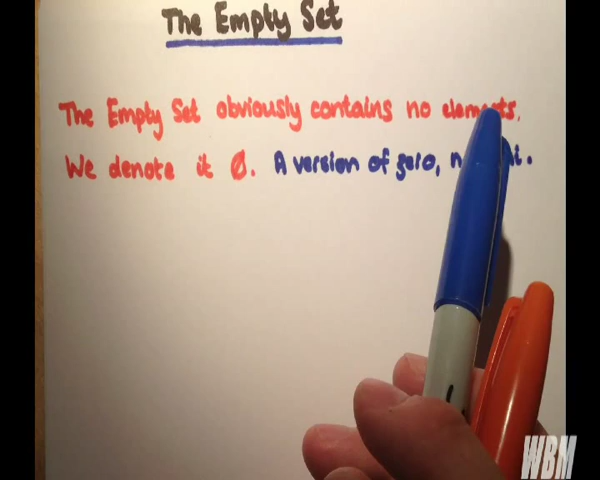 The Empty Set
The Empty Set obviously contains no elements.
We denote it Ø. A version of zero,
WBM